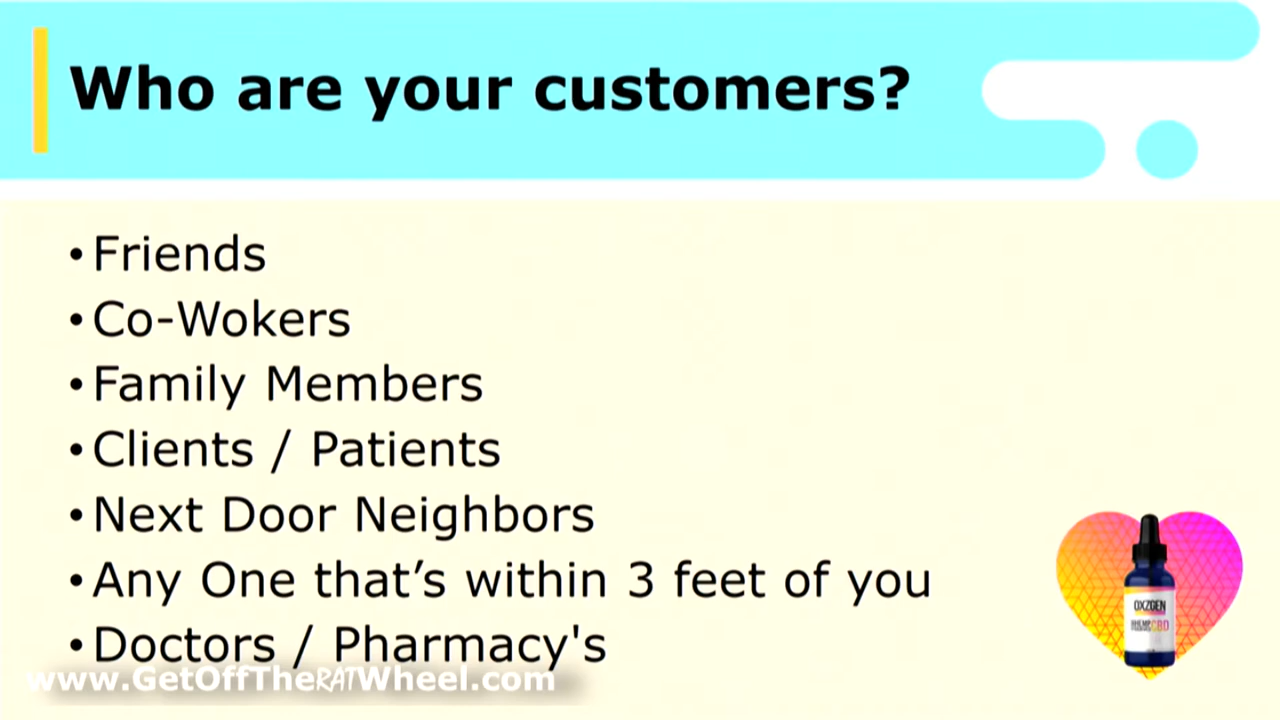 Who are your customers?
• Friends
• Co-Wokers
• Family Members
• Clients / Patients
• Next Door Neighbors
• Any One that’s within 3 feet of you
• Doctors / Pharmacy's
OXZGEN
HEMP CBD
www.GetOffTheRATWheel.com